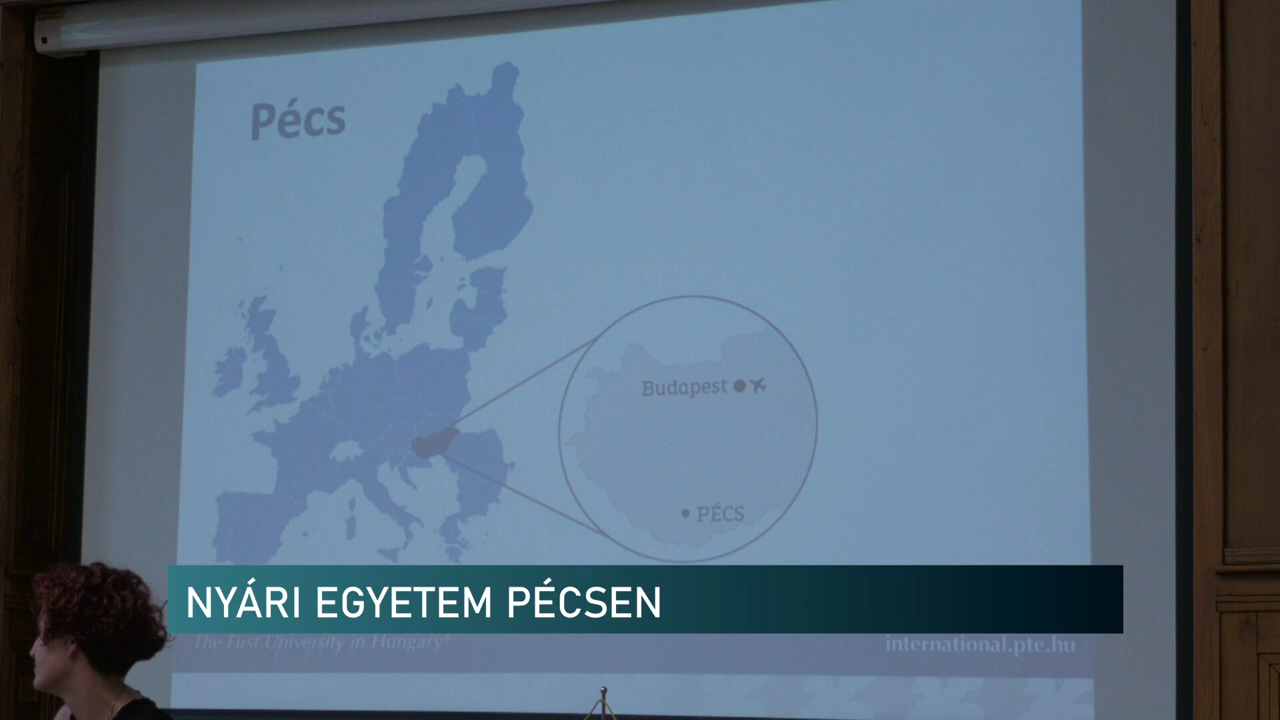 Pécs
Budapest
PÉCS
NYÁRI EGYETEM PÉCSEN
The First University in Hungary®
international.pte.hu